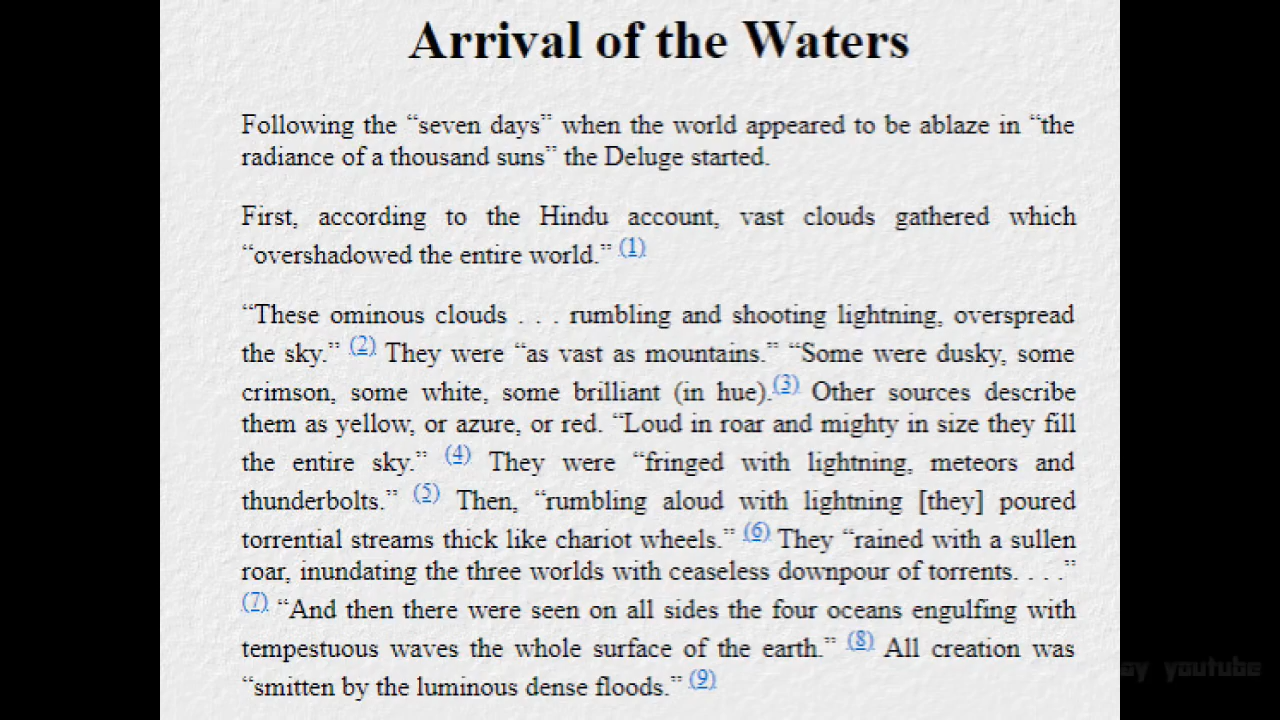 Arrival of the Waters
Following the “seven days” when the world appeared to be ablaze in “the
radiance of a thousand suns” the Deluge started.
First, according to the Hindu account, vast clouds gathered which
“overshadowed the entire world.” (1)
“These ominous clouds . . . rumbling and shooting lightning, overspread
the sky.” (2) They were “as vast as mountains.” “Some were dusky, some
crimson, some white, some brilliant (in hue).(3) Other sources describe
them as yellow, or azure, or red. “Loud in roar and mighty in size they fill
the entire sky.” (4) They were “fringed with lightning, meteors and
thunderbolts.” (5) Then, “rumbling aloud with lightning [they] poured
torrential streams thick like chariot wheels.” (6) They “rained with a sullen
roar, inundating the three worlds with ceaseless downpour of torrents. . . .”
(7) “And then there were seen on all sides the four oceans engulfing with
tempestuous waves the whole surface of the earth.” (8) All creation was
“smitten by the luminous dense floods.” (9)
youtube